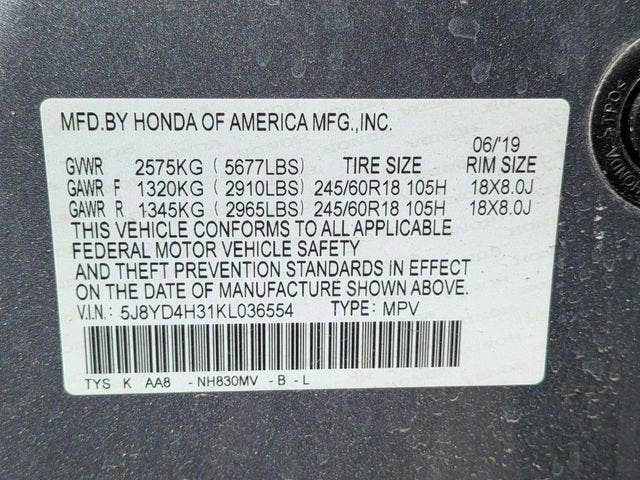 MFD.BY HONDA OF AMERICA MFG.,INC.
06/'19
GVWR 2575KG ( 5677LBS ) TIRE SIZE RIM SIZE
GAWR F 1320KG ( 2910LBS ) 245/60R18 105H 18X8.0J
GAWR R 1345KG ( 2965LBS ) 245/60R18 105H 18X8.0J
THIS VEHICLE CONFORMS TO ALL APPLICABLE
FEDERAL MOTOR VEHICLE SAFETY
AND THEFT PREVENTION STANDARDS IN EFFECT
ON THE DATE OF MANUFACTURE SHOWN ABOVE.
V.I.N.: 5J8YD4H31KL036554 TYPE: MPV
TYS K AA8 - NH830MV - B - L